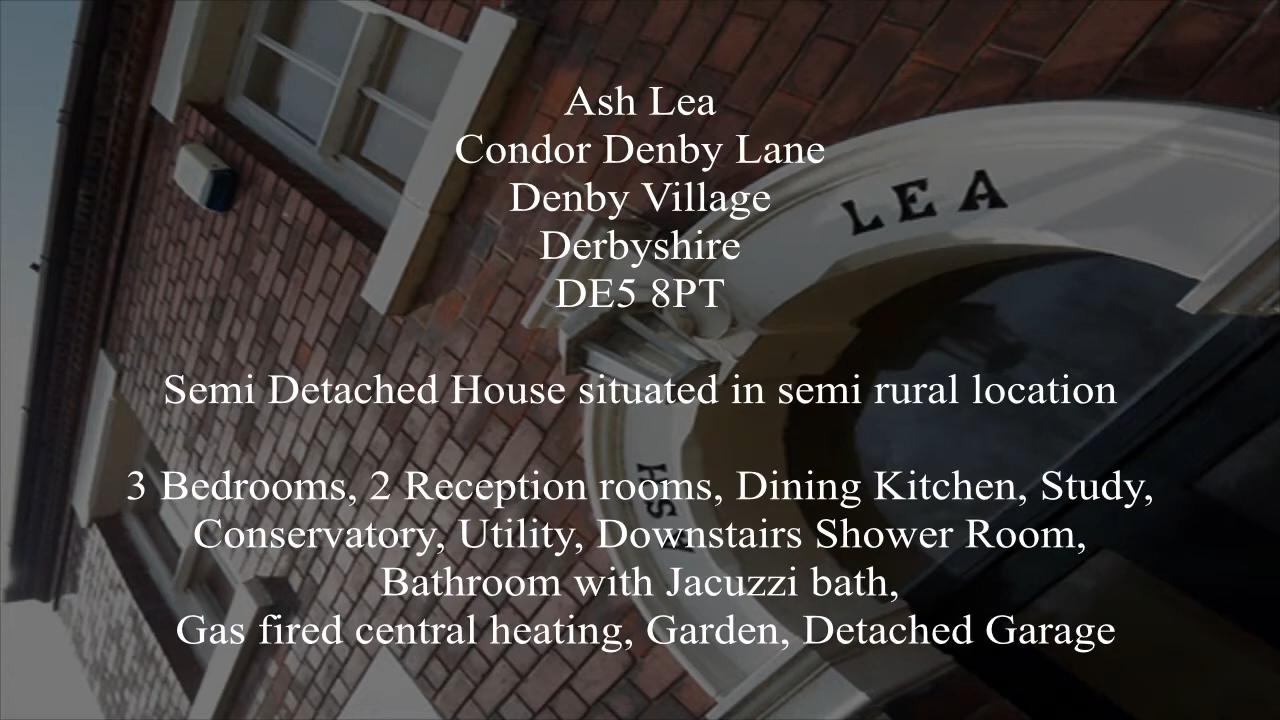 Ash Lea
Condor Denby Lane
Denby Village
Derbyshire
DE5 8PT
Semi Detached House situated in semi rural location
3 Bedrooms, 2 Reception rooms, Dining Kitchen, Study,
Conservatory, Utility, Downstairs Shower Room,
Bathroom with Jacuzzi bath,
Gas fired central heating, Garden, Detached Garage
ASH
LEA